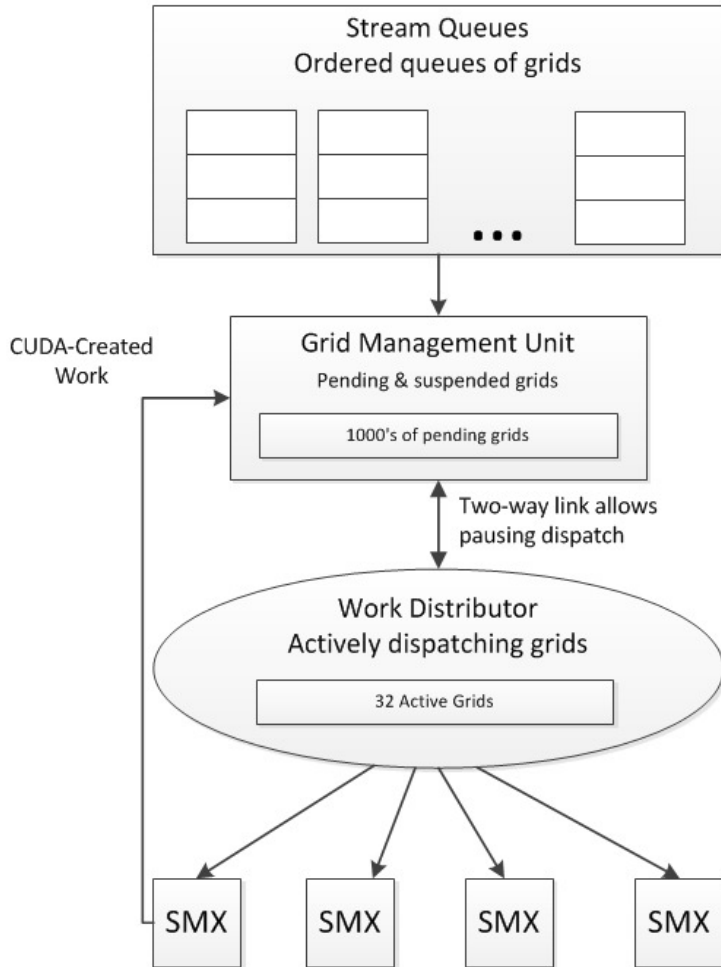 Stream Queues
Ordered queues of grids
...
CUDA-Created
Work
Grid Management Unit
Pending & suspended grids
1000's of pending grids
Two-way link allows
pausing dispatch
Work Distributor
Actively dispatching grids
32 Active Grids
SMX
SMX
SMX
SMX